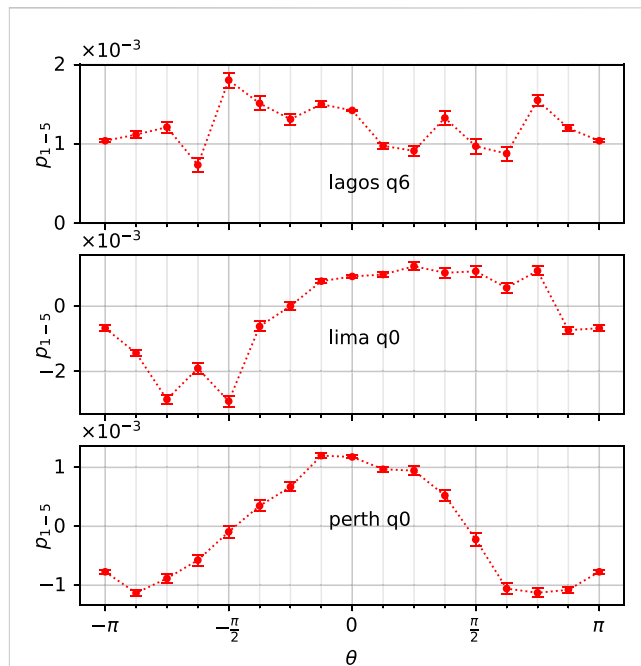 ×10⁻³
2
1
0
p₁₋₅
lagos q6
×10⁻³
0
−2
p₁₋₅
lima q0
×10⁻³
1
0
−1
p₁₋₅
perth q0
−π −π/2 0 π/2 π
θ